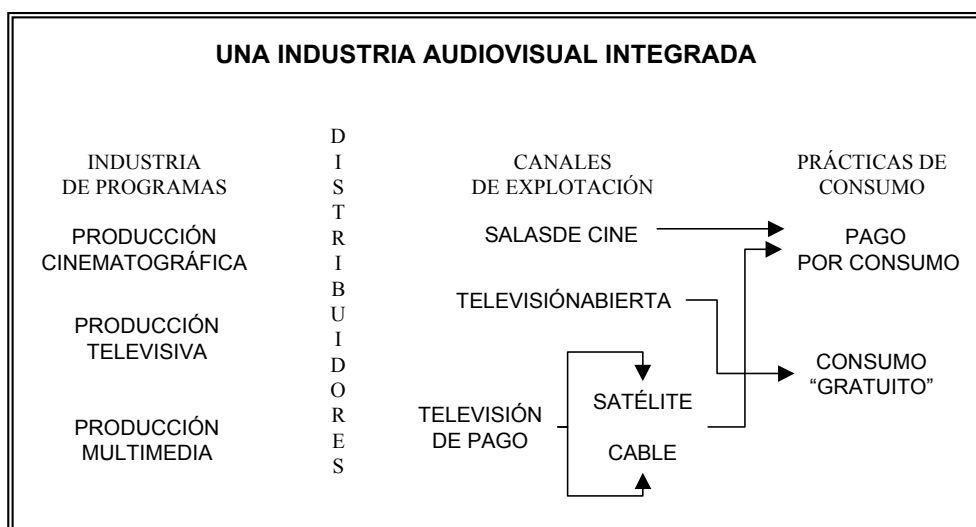 UNA INDUSTRIA AUDIOVISUAL INTEGRADA
INDUSTRIA
DE PROGRAMAS
PRODUCCIÓN
CINEMATOGRÁFICA
PRODUCCIÓN
TELEVISIVA
PRODUCCIÓN
MULTIMEDIA
D
I
S
T
R
I
B
U
I
D
O
R
E
S
CANALES
DE EXPLOTACIÓN
SALASDE CINE
TELEVISIÓNABIERTA
TELEVISIÓN
DE PAGO
SATÉLITE
CABLE
PRÁCTICAS DE
CONSUMO
PAGO
POR CONSUMO
CONSUMO
“GRATUITO”